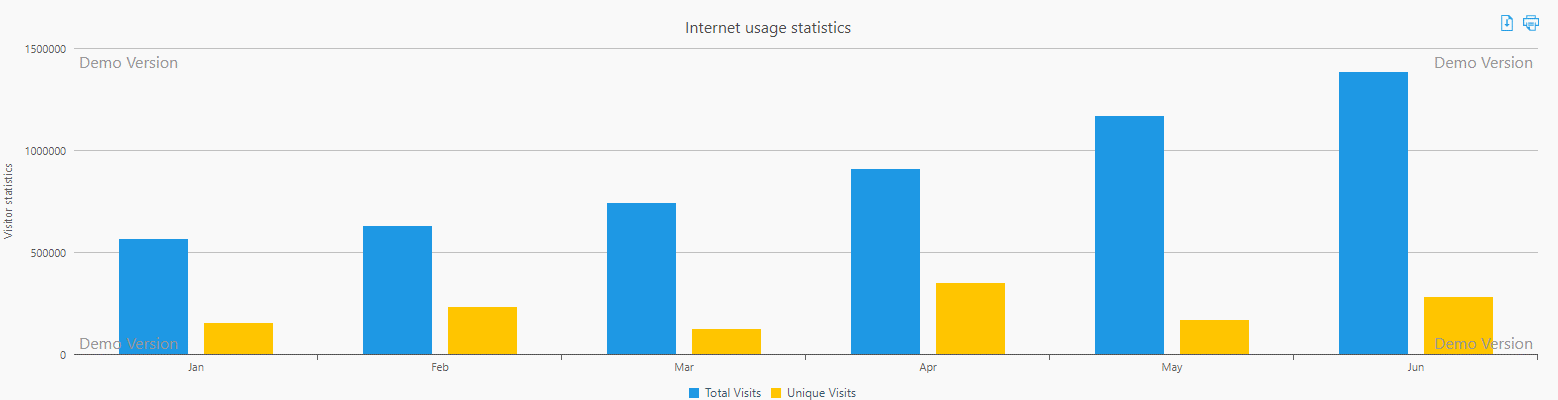 Internet usage statistics
1500000
Demo Version
Demo Version
1000000
Visitor statistics
500000
Demo Version
Demo Version
0
Jan
Feb
Mar
Apr
May
Jun
Total Visits
Unique Visits